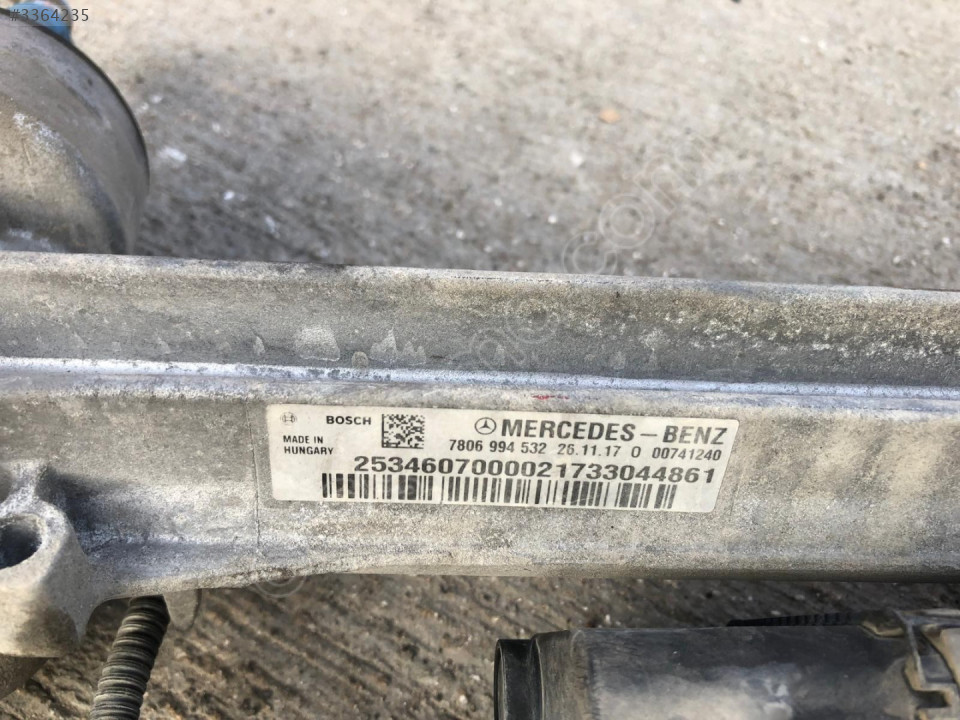 #3364235
BOSCH
MERCEDES-BENZ
MADE IN
HUNGARY
7806 994 532 26.11.17 0 00741240
2534607000021733044861